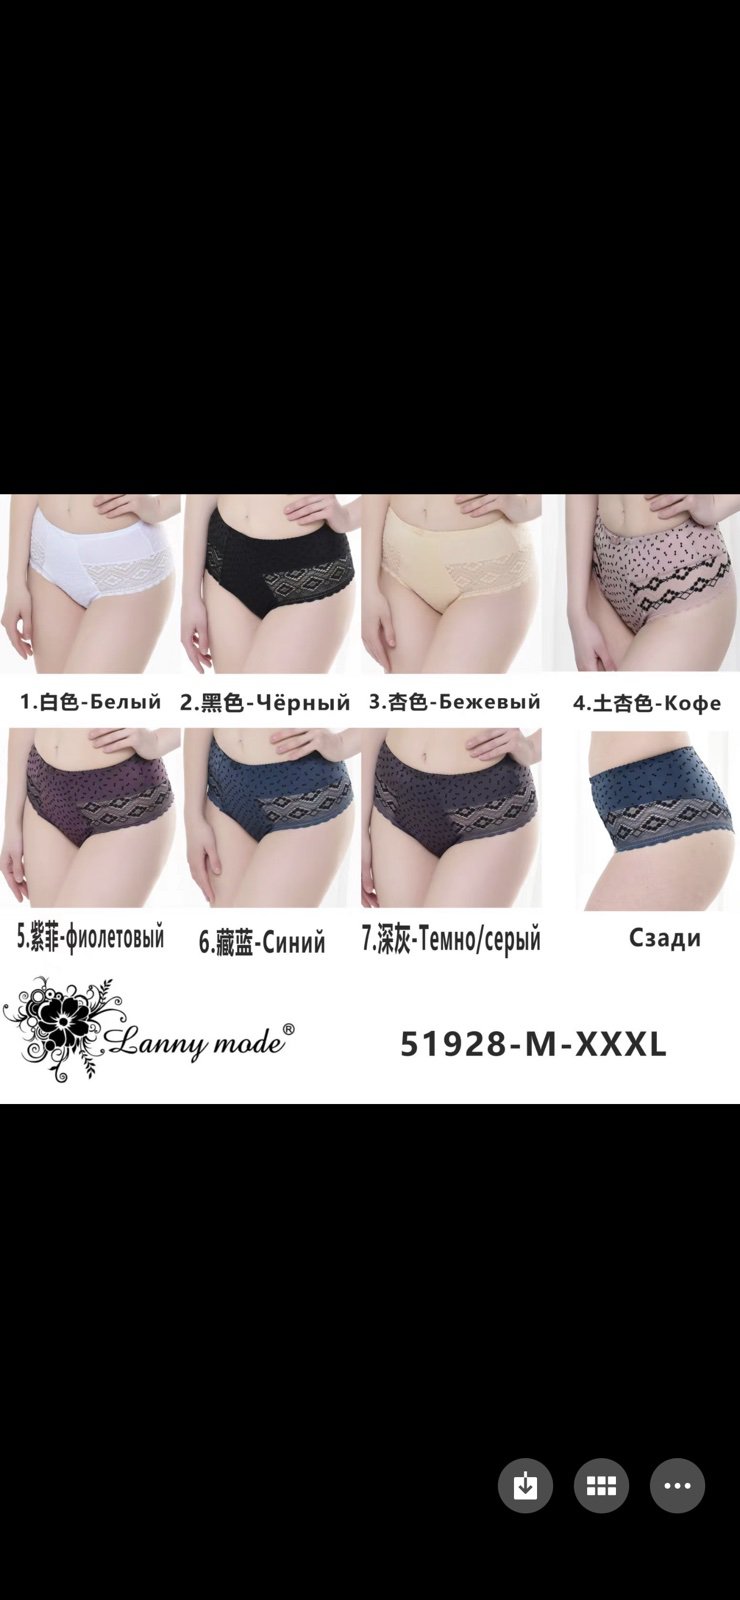 1.白色-Белый
2.黑色-Чёрный
3.杏色-Бежевый
4.土杏色-Кофе
5.紫菲-фиолетовый
6.藏蓝-Синий
7.深灰-Темно/серый
Сзади
Lanny mode®
51928-M-XXXL